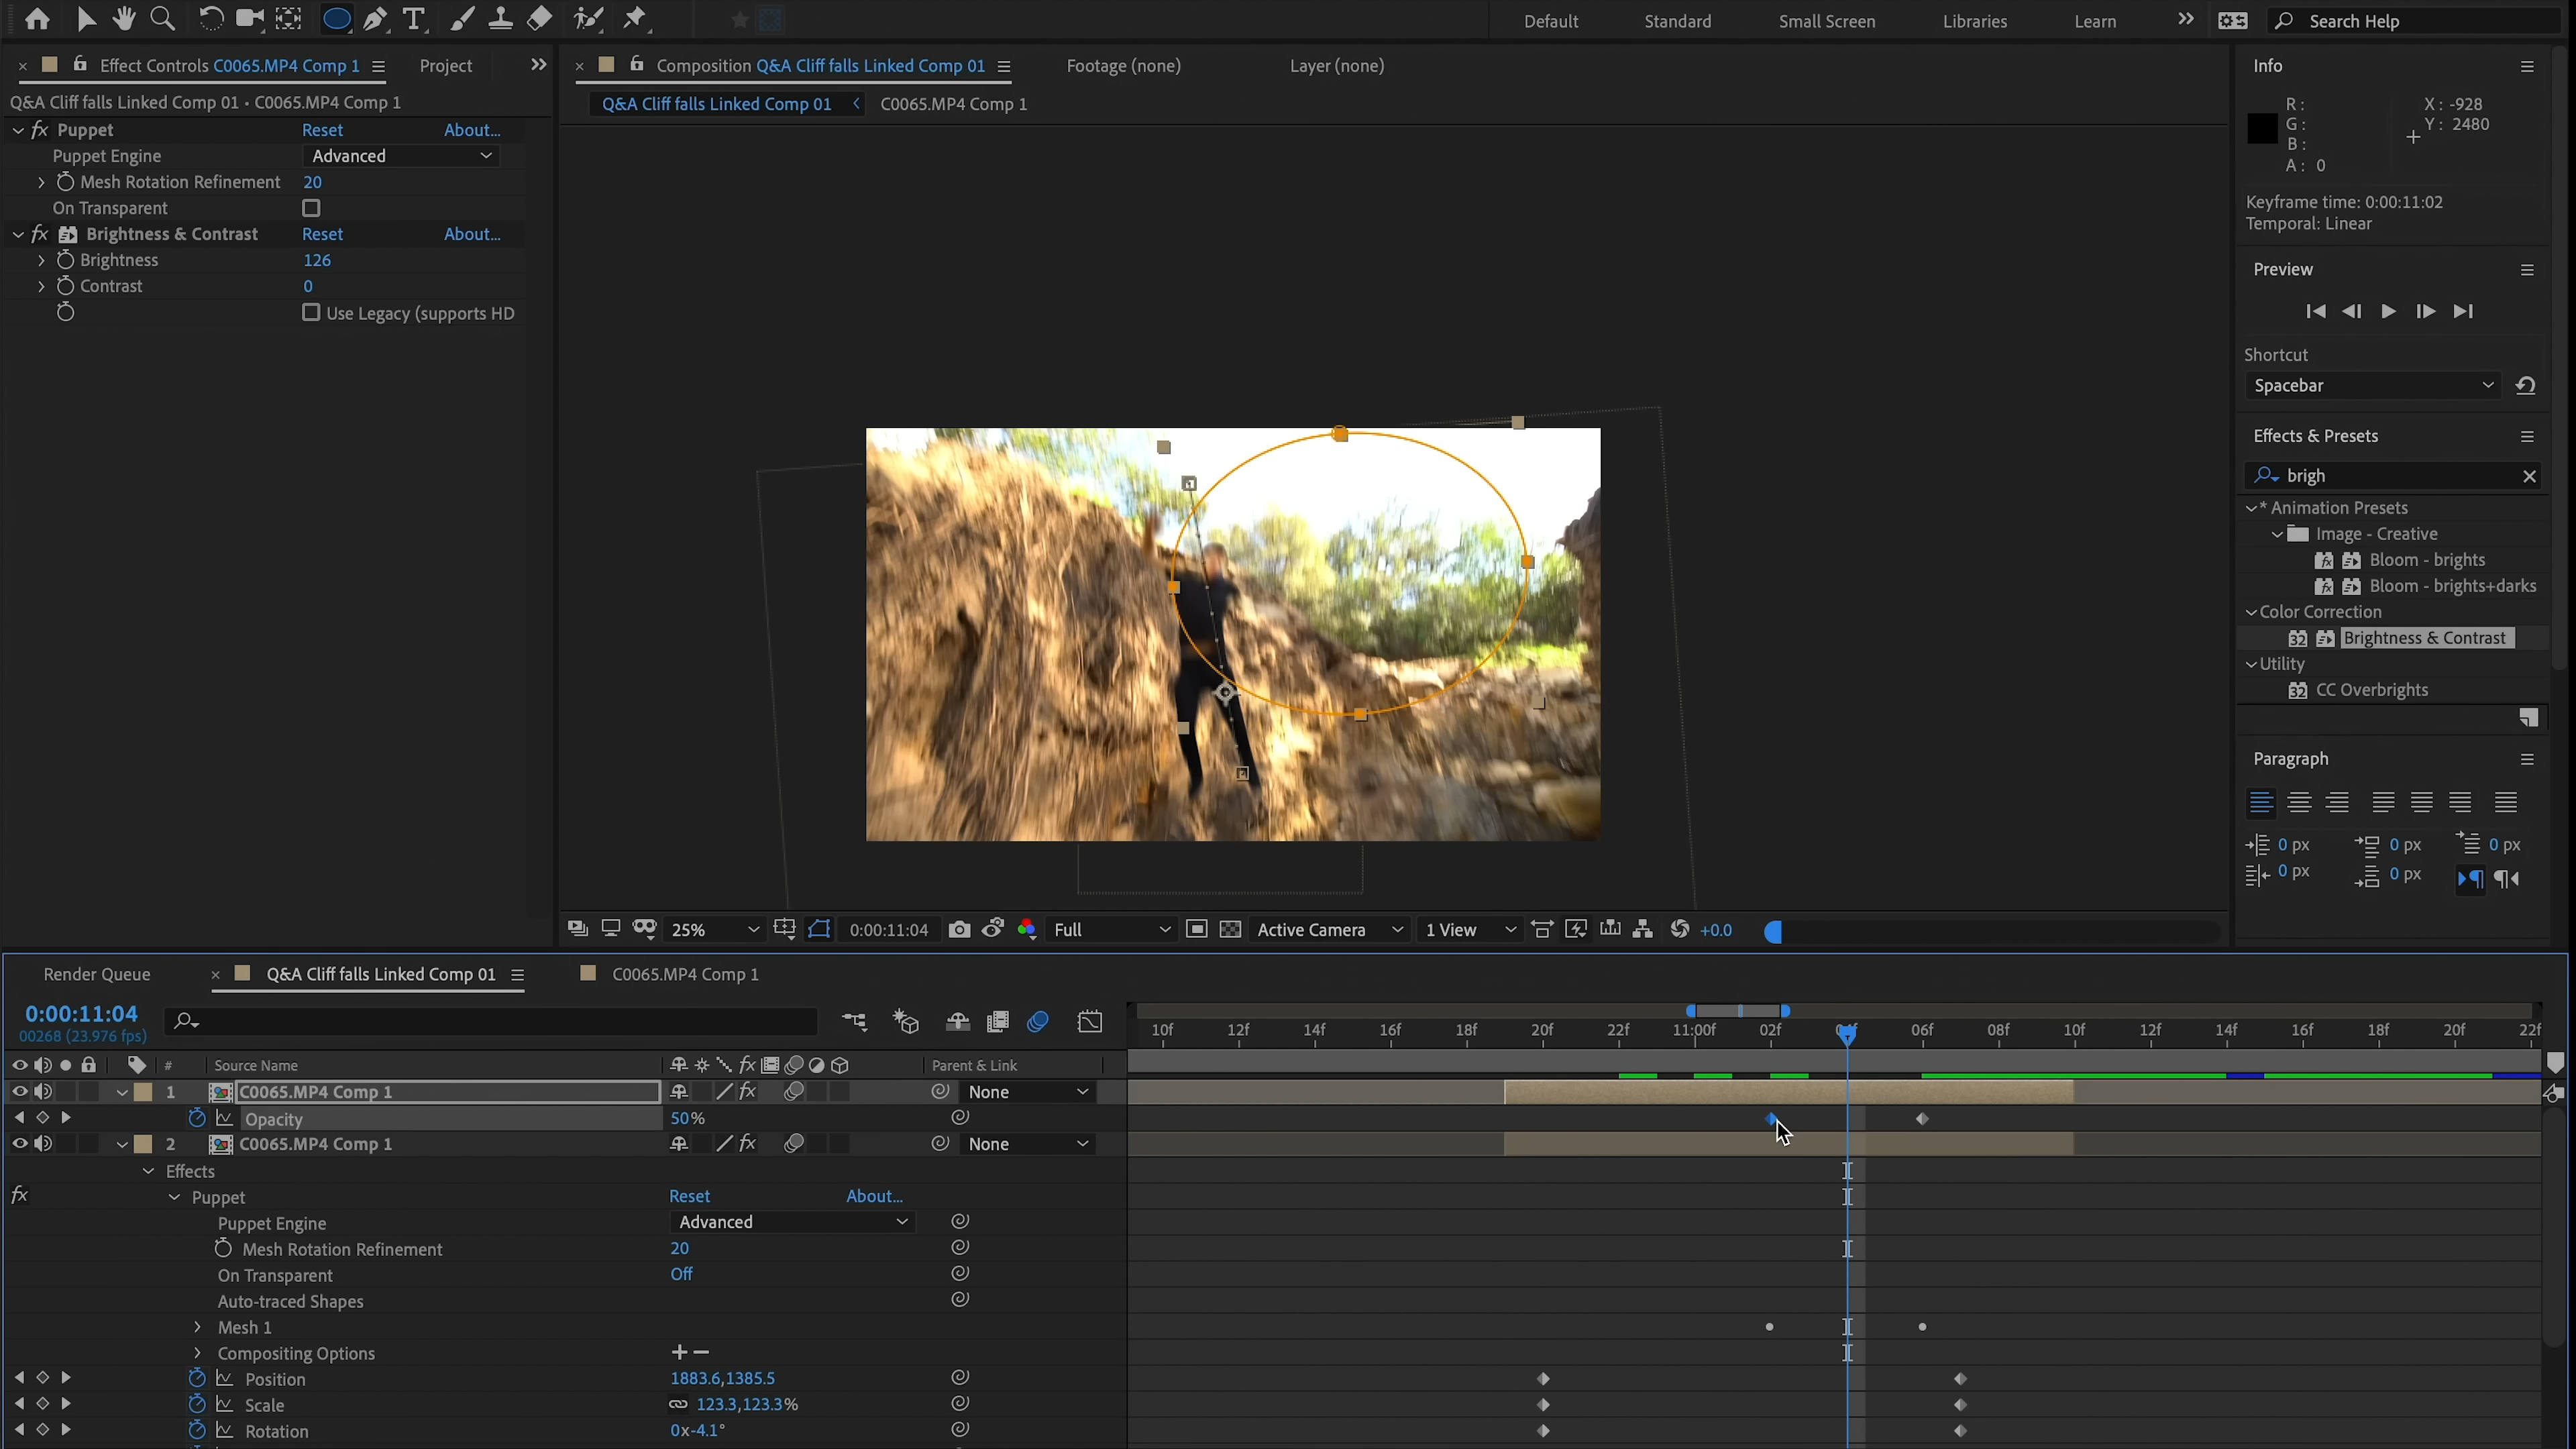 Default Standard Small Screen Libraries Learn Search Help
Effect Controls C0065.MP4 Comp 1 Project
Q&A Cliff falls Linked Comp 01 • C0065.MP4 Comp 1
fx Puppet Reset About...
Puppet Engine Advanced
Mesh Rotation Refinement 20
On Transparent
fx Brightness & Contrast Reset About...
Brightness 126
Contrast 0
Use Legacy (supports HD
Composition Q&A Cliff falls Linked Comp 01 Footage (none) Layer (none)
Q&A Cliff falls Linked Comp 01 C0065.MP4 Comp 1
Info
R: X: -928
G: Y: 2480
B:
A: 0
Keyframe time: 0:00:11:02
Temporal: Linear
Preview
Shortcut
Spacebar
Effects & Presets
brigh
* Animation Presets
Image - Creative
Bloom - brights
Bloom - brights+darks
Color Correction
32 Brightness & Contrast
Utility
32 CC Overbrights
Paragraph
0 px 0 px 0 px
0 px 0 px
25% 0:00:11:04 Full Active Camera 1 View +0.0
Render Queue Q&A Cliff falls Linked Comp 01 C0065.MP4 Comp 1
0:00:11:04
00268 (23.976 fps)
10f 12f 14f 16f 18f 20f 22f 11:00f 02f 04f 06f 08f 10f 12f 14f 16f 18f 20f 22f
# Source Name fx Parent & Link
1 C0065.MP4 Comp 1 fx None
Opacity 50%
2 C0065.MP4 Comp 1 fx None
Effects
fx Puppet Reset About...
Puppet Engine Advanced
Mesh Rotation Refinement 20
On Transparent Off
Auto-traced Shapes
Mesh 1
Compositing Options
Position 1883.6,1385.5
Scale 123.3,123.3%
Rotation 0x-4.1°